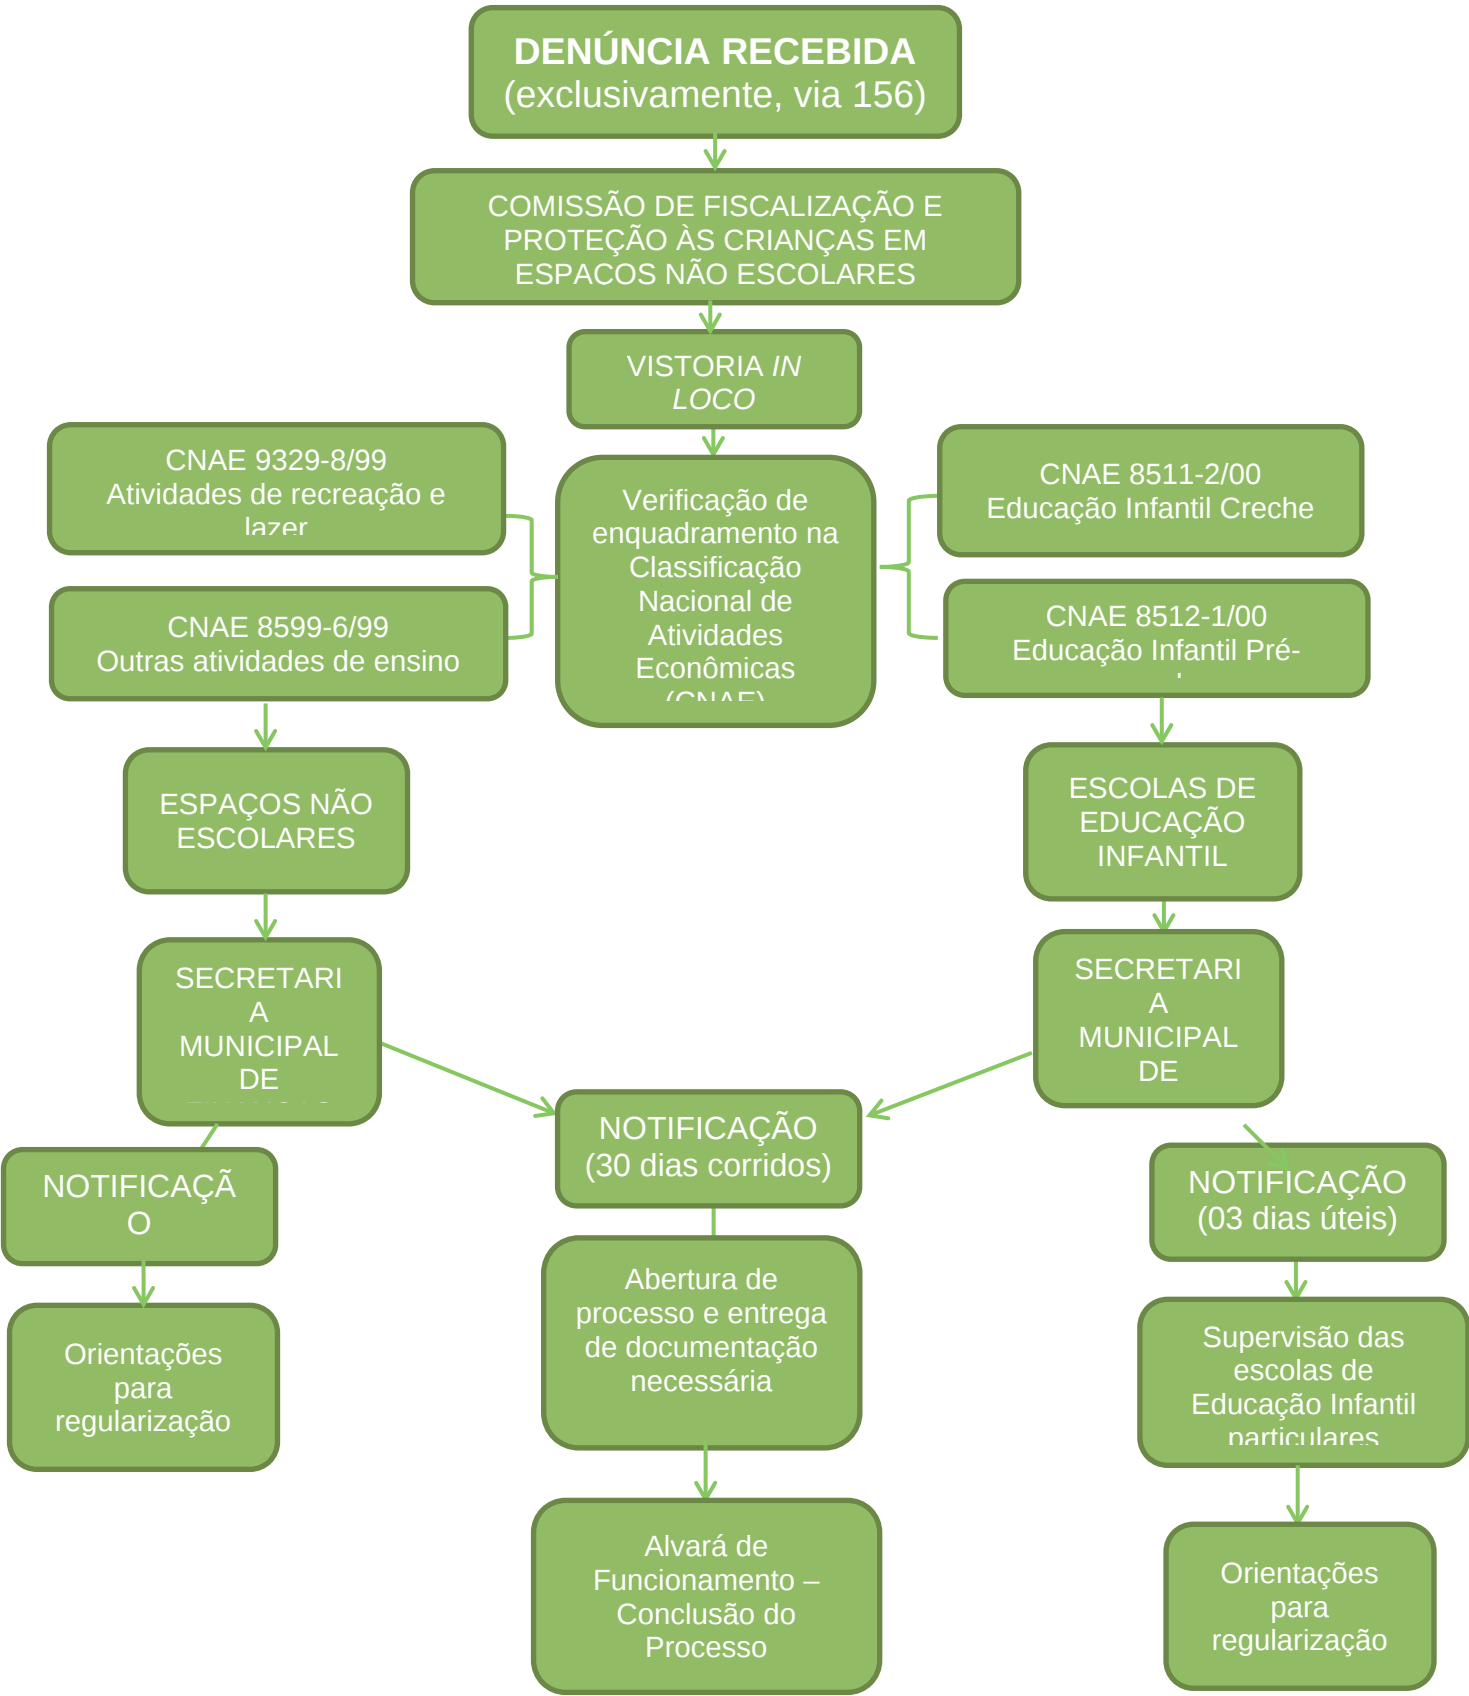 DENÚNCIA RECEBIDA
(exclusivamente, via 156)
COMISSÃO DE FISCALIZAÇÃO E
PROTEÇÃO ÀS CRIANÇAS EM
ESPACOS NÃO ESCOLARES
VISTORIA IN
LOCO
CNAE 9329-8/99
Atividades de recreação e
lazer
CNAE 8599-6/99
Outras atividades de ensino
Verificação de
enquadramento na
Classificação
Nacional de
Atividades
Econômicas
(CNAE)
CNAE 8511-2/00
Educação Infantil Creche
CNAE 8512-1/00
Educação Infantil Pré-
ESPAÇOS NÃO
ESCOLARES
ESCOLAS DE
EDUCAÇÃO
INFANTIL
SECRETARI
A
MUNICIPAL
DE
SECRETARI
A
MUNICIPAL
DE
NOTIFICAÇÃO
(30 dias corridos)
NOTIFICAÇÃ
O
NOTIFICAÇÃO
(03 dias úteis)
Orientações
para
regularização
Abertura de
processo e entrega
de documentação
necessária
Supervisão das
escolas de
Educação Infantil
particulares
Alvará de
Funcionamento –
Conclusão do
Processo
Orientações
para
regularização